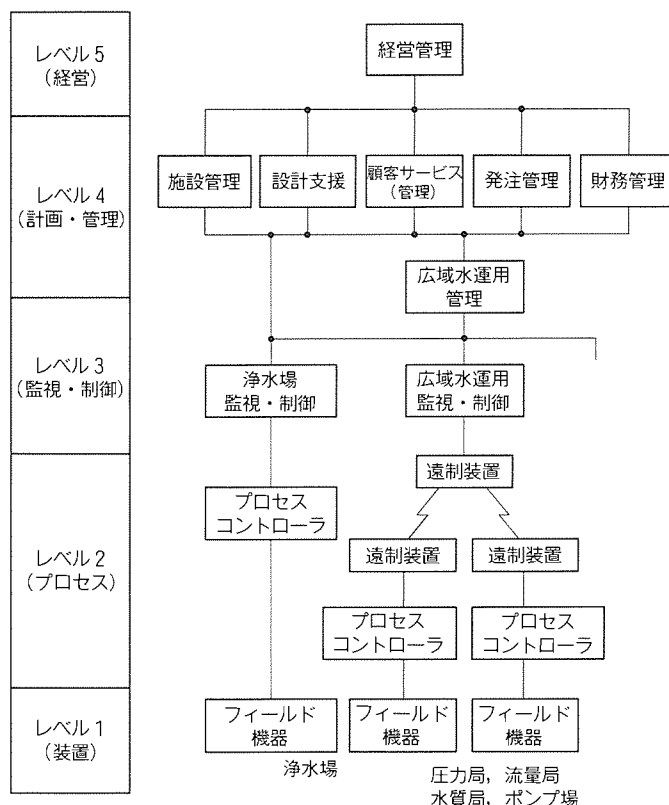 レベル5
(経営)
経営管理
レベル4
(計画・管理)
施設管理
設計支援
顧客サービス
(管理)
発注管理
財務管理
広域水運用
管理
レベル3
(監視・制御)
浄水場
監視・制御
広域水運用
監視・制御
レベル2
(プロセス)
遠制装置
プロセス
コントローラ
遠制装置
遠制装置
プロセス
コントローラ
プロセス
コントローラ
レベル1
(装置)
フィールド
機器
フィールド
機器
フィールド
機器
浄水場
圧力局，流量局
水質局，ポンプ場